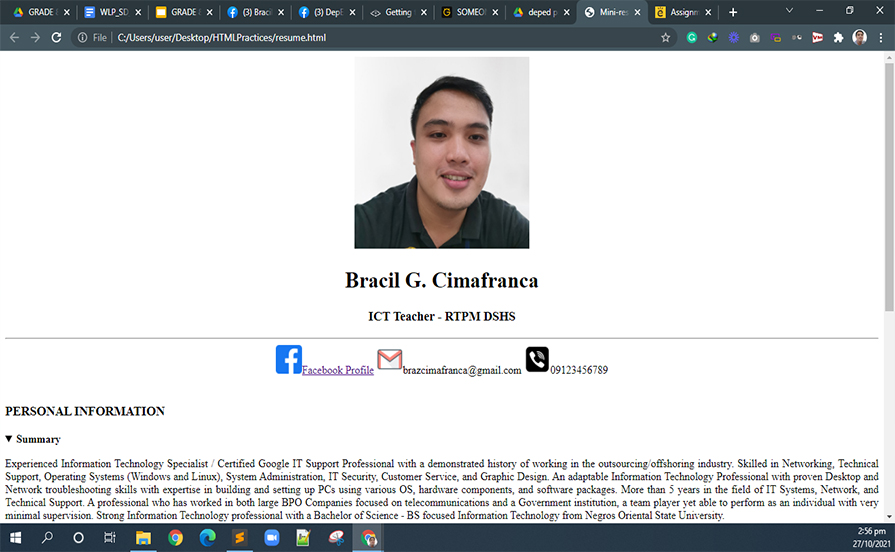 GRADE
WLP_SD
GRADE
(3) Braci
(3) DepE
Getting
SOMEO
deped p
Mini-res
Assignm
File | C:/Users/user/Desktop/HTMLPractices/resume.html
Bracil G. Cimafranca
ICT Teacher - RTPM DSHS
Facebook Profile brazcimafranca@gmail.com 09123456789
PERSONAL INFORMATION
▼ Summary
Experienced Information Technology Specialist / Certified Google IT Support Professional with a demonstrated history of working in the outsourcing/offshoring industry. Skilled in Networking, Technical
Support, Operating Systems (Windows and Linux), System Administration, IT Security, Customer Service, and Graphic Design. An adaptable Information Technology Professional with proven Desktop and
Network troubleshooting skills with expertise in building and setting up PCs using various OS, hardware components, and software packages. More than 5 years in the field of IT Systems, Network, and
Technical Support. A professional who has worked in both large BPO Companies focused on telecommunications and a Government institution, a team player yet able to perform as an individual with very
minimal supervision. Strong Information Technology professional with a Bachelor of Science - BS focused Information Technology from Negros Oriental State University.
2:56 pm
27/10/2021